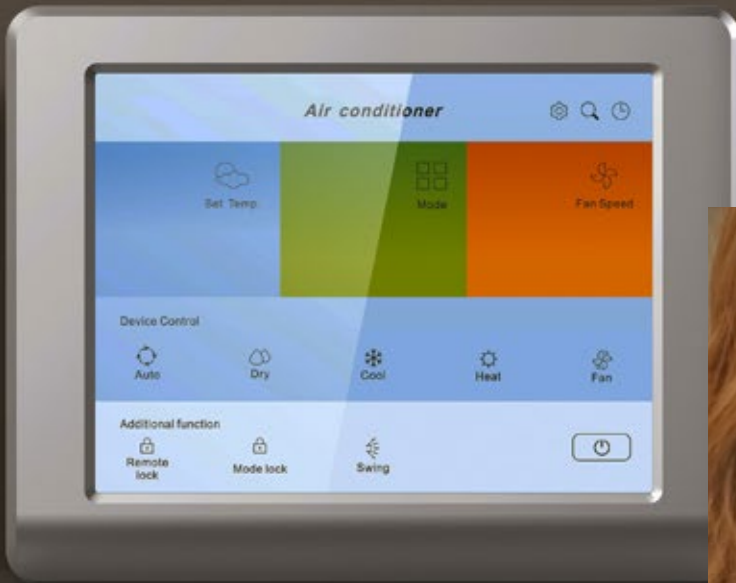 Air conditioner
Set Temp.
Mode
Fan Speed
Device Control
Auto
Dry
Cool
Heat
Fan
Additional function
Remote
lock
Mode lock
Swing